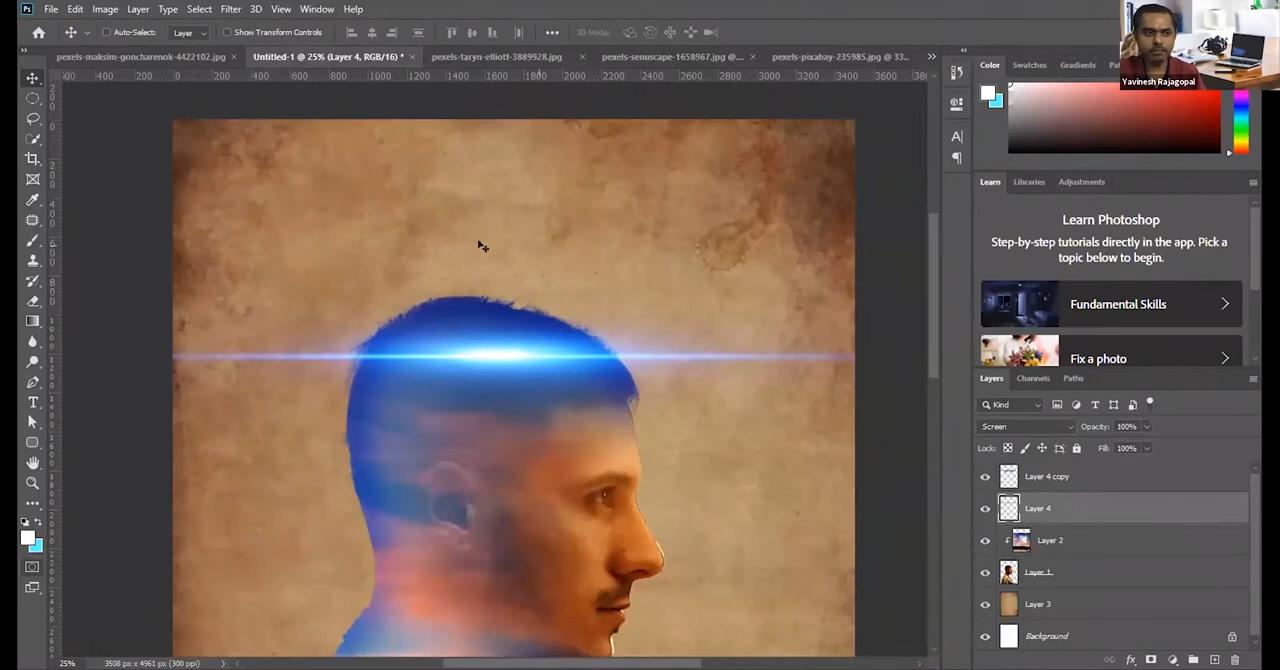 Ps File Edit Image Layer Type Select Filter 3D View Window Help
Auto-Select: Layer Show Transform Controls 3D Mode:
pexels-maksim-goncharenok-4422102.jpg × Untitled-1 @ 25% (Layer 4, RGB/16) * × pexels-taryn-elliott-3889928.jpg × pexels-senuscape-1658967.jpg @... × pexels-pixabay-235985.jpg @ 33...
Yavinesh Rajagopal
Color Swatches Gradients
Learn Libraries Adjustments
Learn Photoshop
Step-by-step tutorials directly in the app. Pick a
topic below to begin.
Fundamental Skills
Fix a photo
Layers Channels Paths
Kind
Screen Opacity: 100%
Lock: Fill: 100%
Layer 4 copy
Layer 4
Layer 2
Layer 1
Layer 3
Background
25% 3508 px x 4961 px (300 ppi)